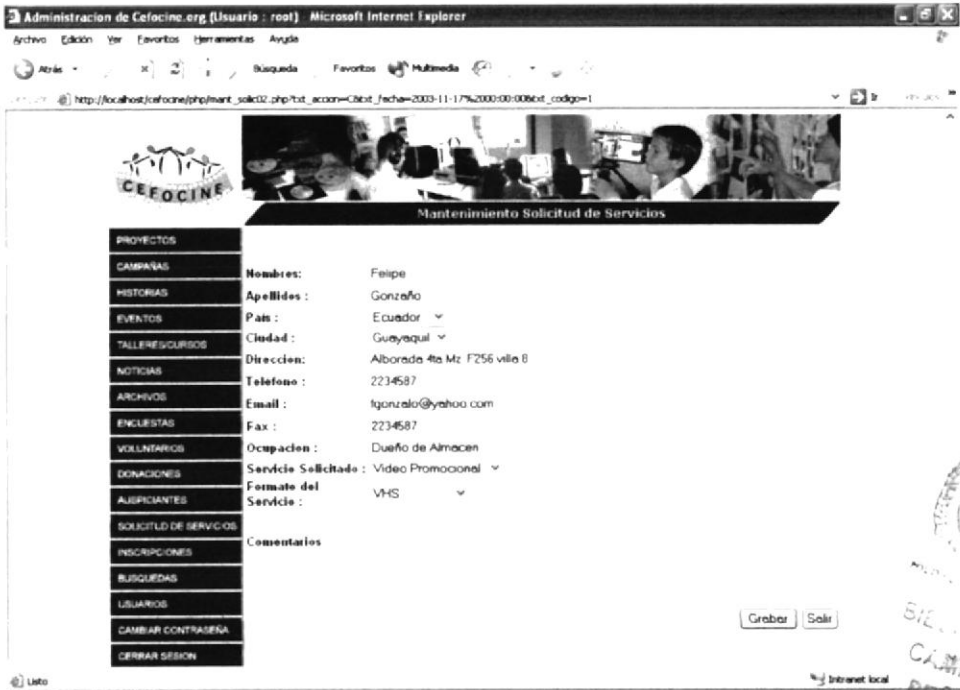 Administracion de Cefocine.org (Usuario : root) Microsoft Internet Explorer
Archivo Edición Ver Favoritos Herramientas Ayuda
Atrás Búsqueda Favoritos Multimedia
http://localhost/cefocine/php/mant_solic02.php?txt_accion=C&txt_fecha=2003-11-17%2000:00:00&txt_codigo=1 Ir
CEFOCINE
Mantenimiento Solicitud de Servicios
PROYECTOS
CAMPAÑAS
HISTORIAS
EVENTOS
TALLERES/CURSOS
NOTICIAS
ARCHIVOS
ENCUESTAS
VOLUNTARIOS
DONACIONES
AUSPICIANTES
SOLICITUD DE SERVICIOS
INSCRIPCIONES
BUSQUEDAS
USUARIOS
CAMBIAR CONTRASEÑA
CERRAR SESION
Nombres: Felipe
Apellidos : Gonzaño
Pais : Ecuador
Ciudad : Guayaquil
Direccion: Alborada 4ta Mz F256 villa 8
Teléfono : 2234587
Email : fgonzalo@yahoo.com
Fax : 2234587
Ocupacion : Dueño de Almacen
Servicio Solicitado : Video Promocional
Formato del
Servicio : VHS
Comentarios
Grabar Salir
Listo Intranet local